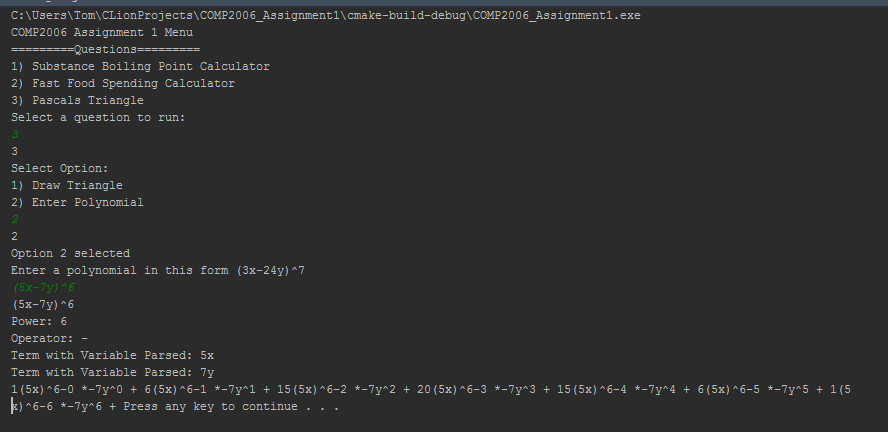 C:\Users\Tom\CLionProjects\COMP2006_Assignment1\cmake-build-debug\COMP2006_Assignment1.exe
COMP2006 Assignment 1 Menu
=========Questions=========
1) Substance Boiling Point Calculator
2) Fast Food Spending Calculator
3) Pascals Triangle
Select a question to run:
3
3
Select Option:
1) Draw Triangle
2) Enter Polynomial
2
2
Option 2 selected
Enter a polynomial in this form (3x-24y)^7
(5x-7y)^6
(5x-7y)^6
Power: 6
Operator: -
Term with Variable Parsed: 5x
Term with Variable Parsed: 7y
1(5x)^6-0 *-7y^0 + 6(5x)^6-1 *-7y^1 + 15(5x)^6-2 *-7y^2 + 20(5x)^6-3 *-7y^3 + 15(5x)^6-4 *-7y^4 + 6(5x)^6-5 *-7y^5 + 1(5
x)^6-6 *-7y^6 + Press any key to continue . . .